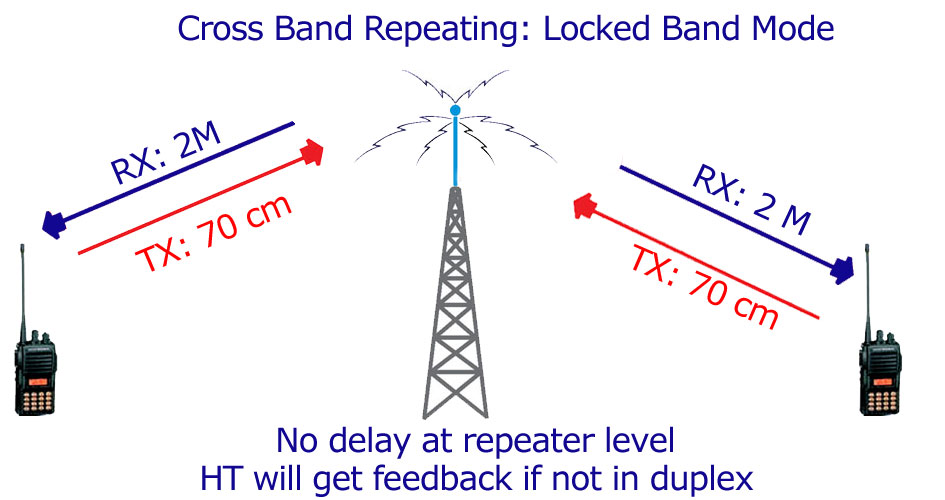 Cross Band Repeating: Locked Band Mode
RX: 2M
TX: 70 cm
RX: 2 M
TX: 70 cm
No delay at repeater level
HT will get feedback if not in duplex